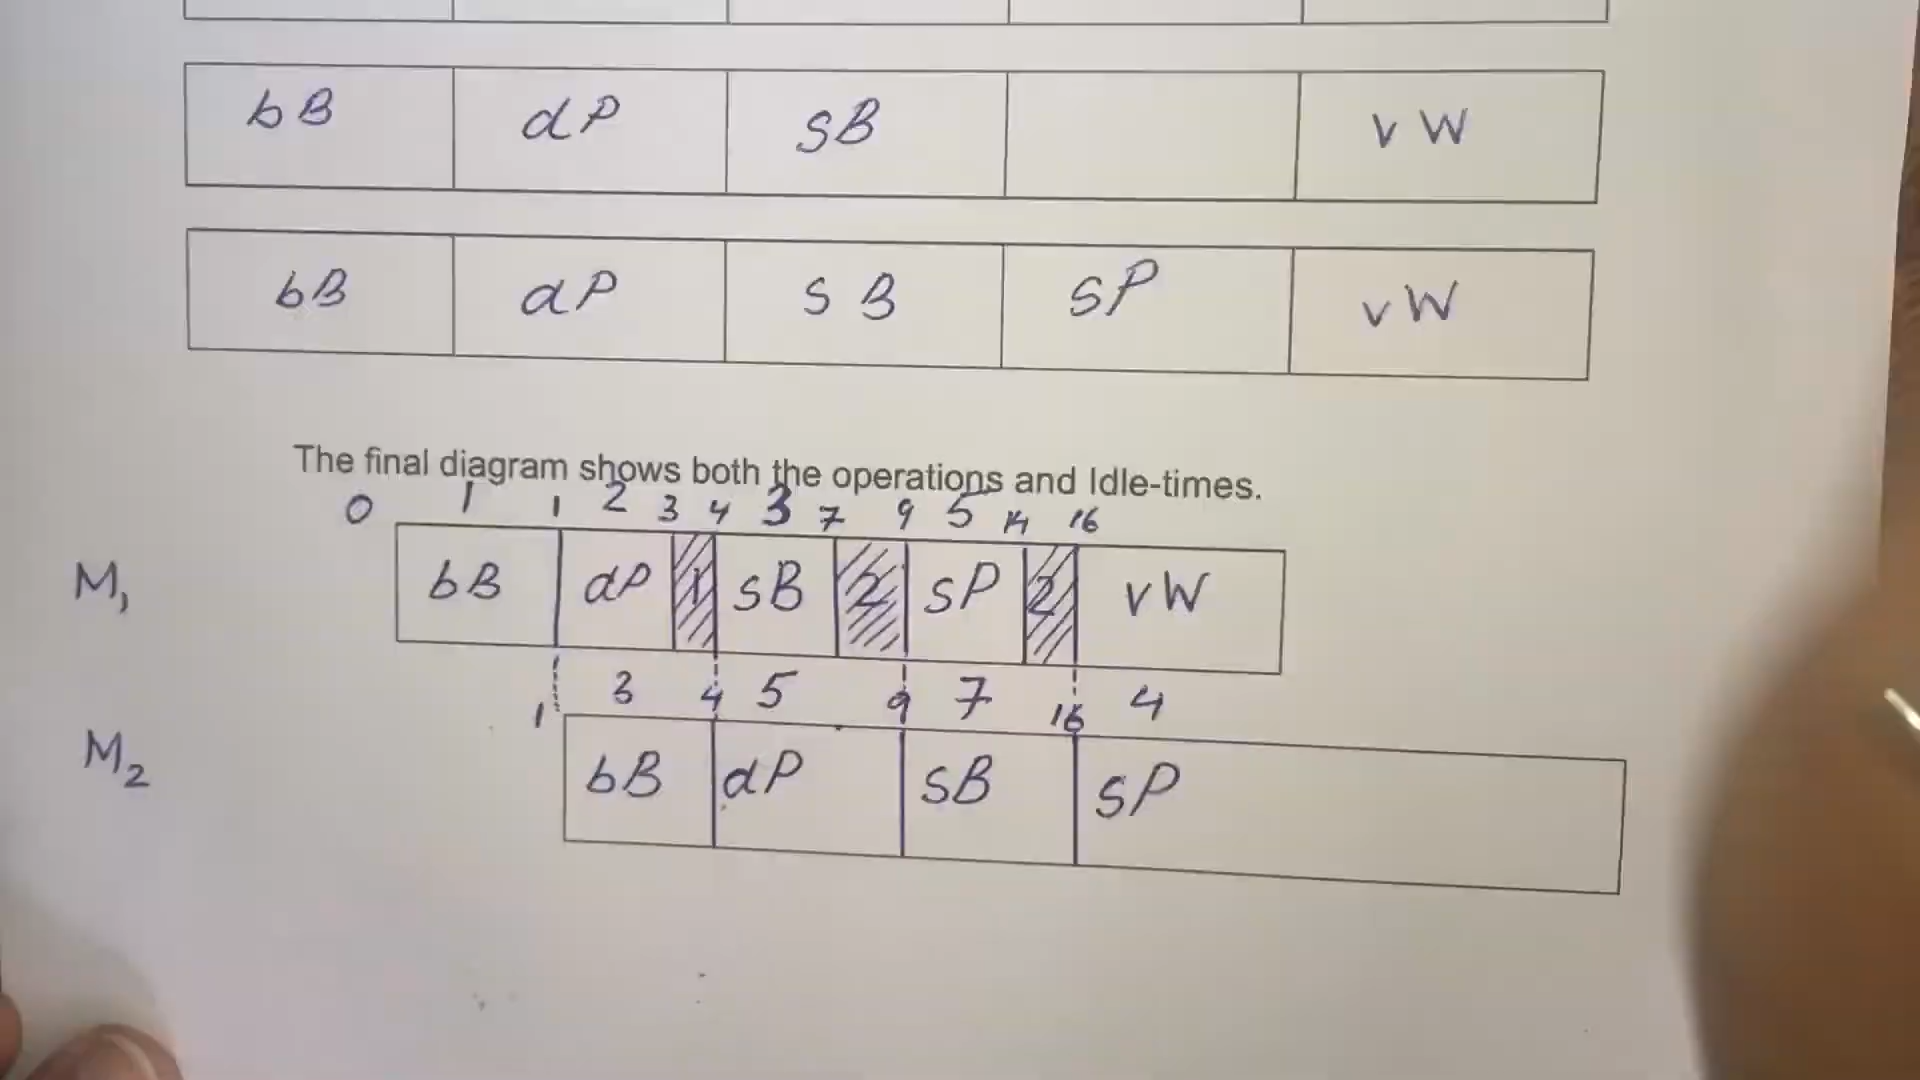 bB dP SB vW
bB dP SB SP vW
The final diagram shows both the operations and Idle-times.
0 1 1 2 3 4 3 7 9 5 14 16
M1 bB dP 1 SB 2 SP 2 vW
1 3 4 5 9 7 16 4
M2 bB dP SB SP